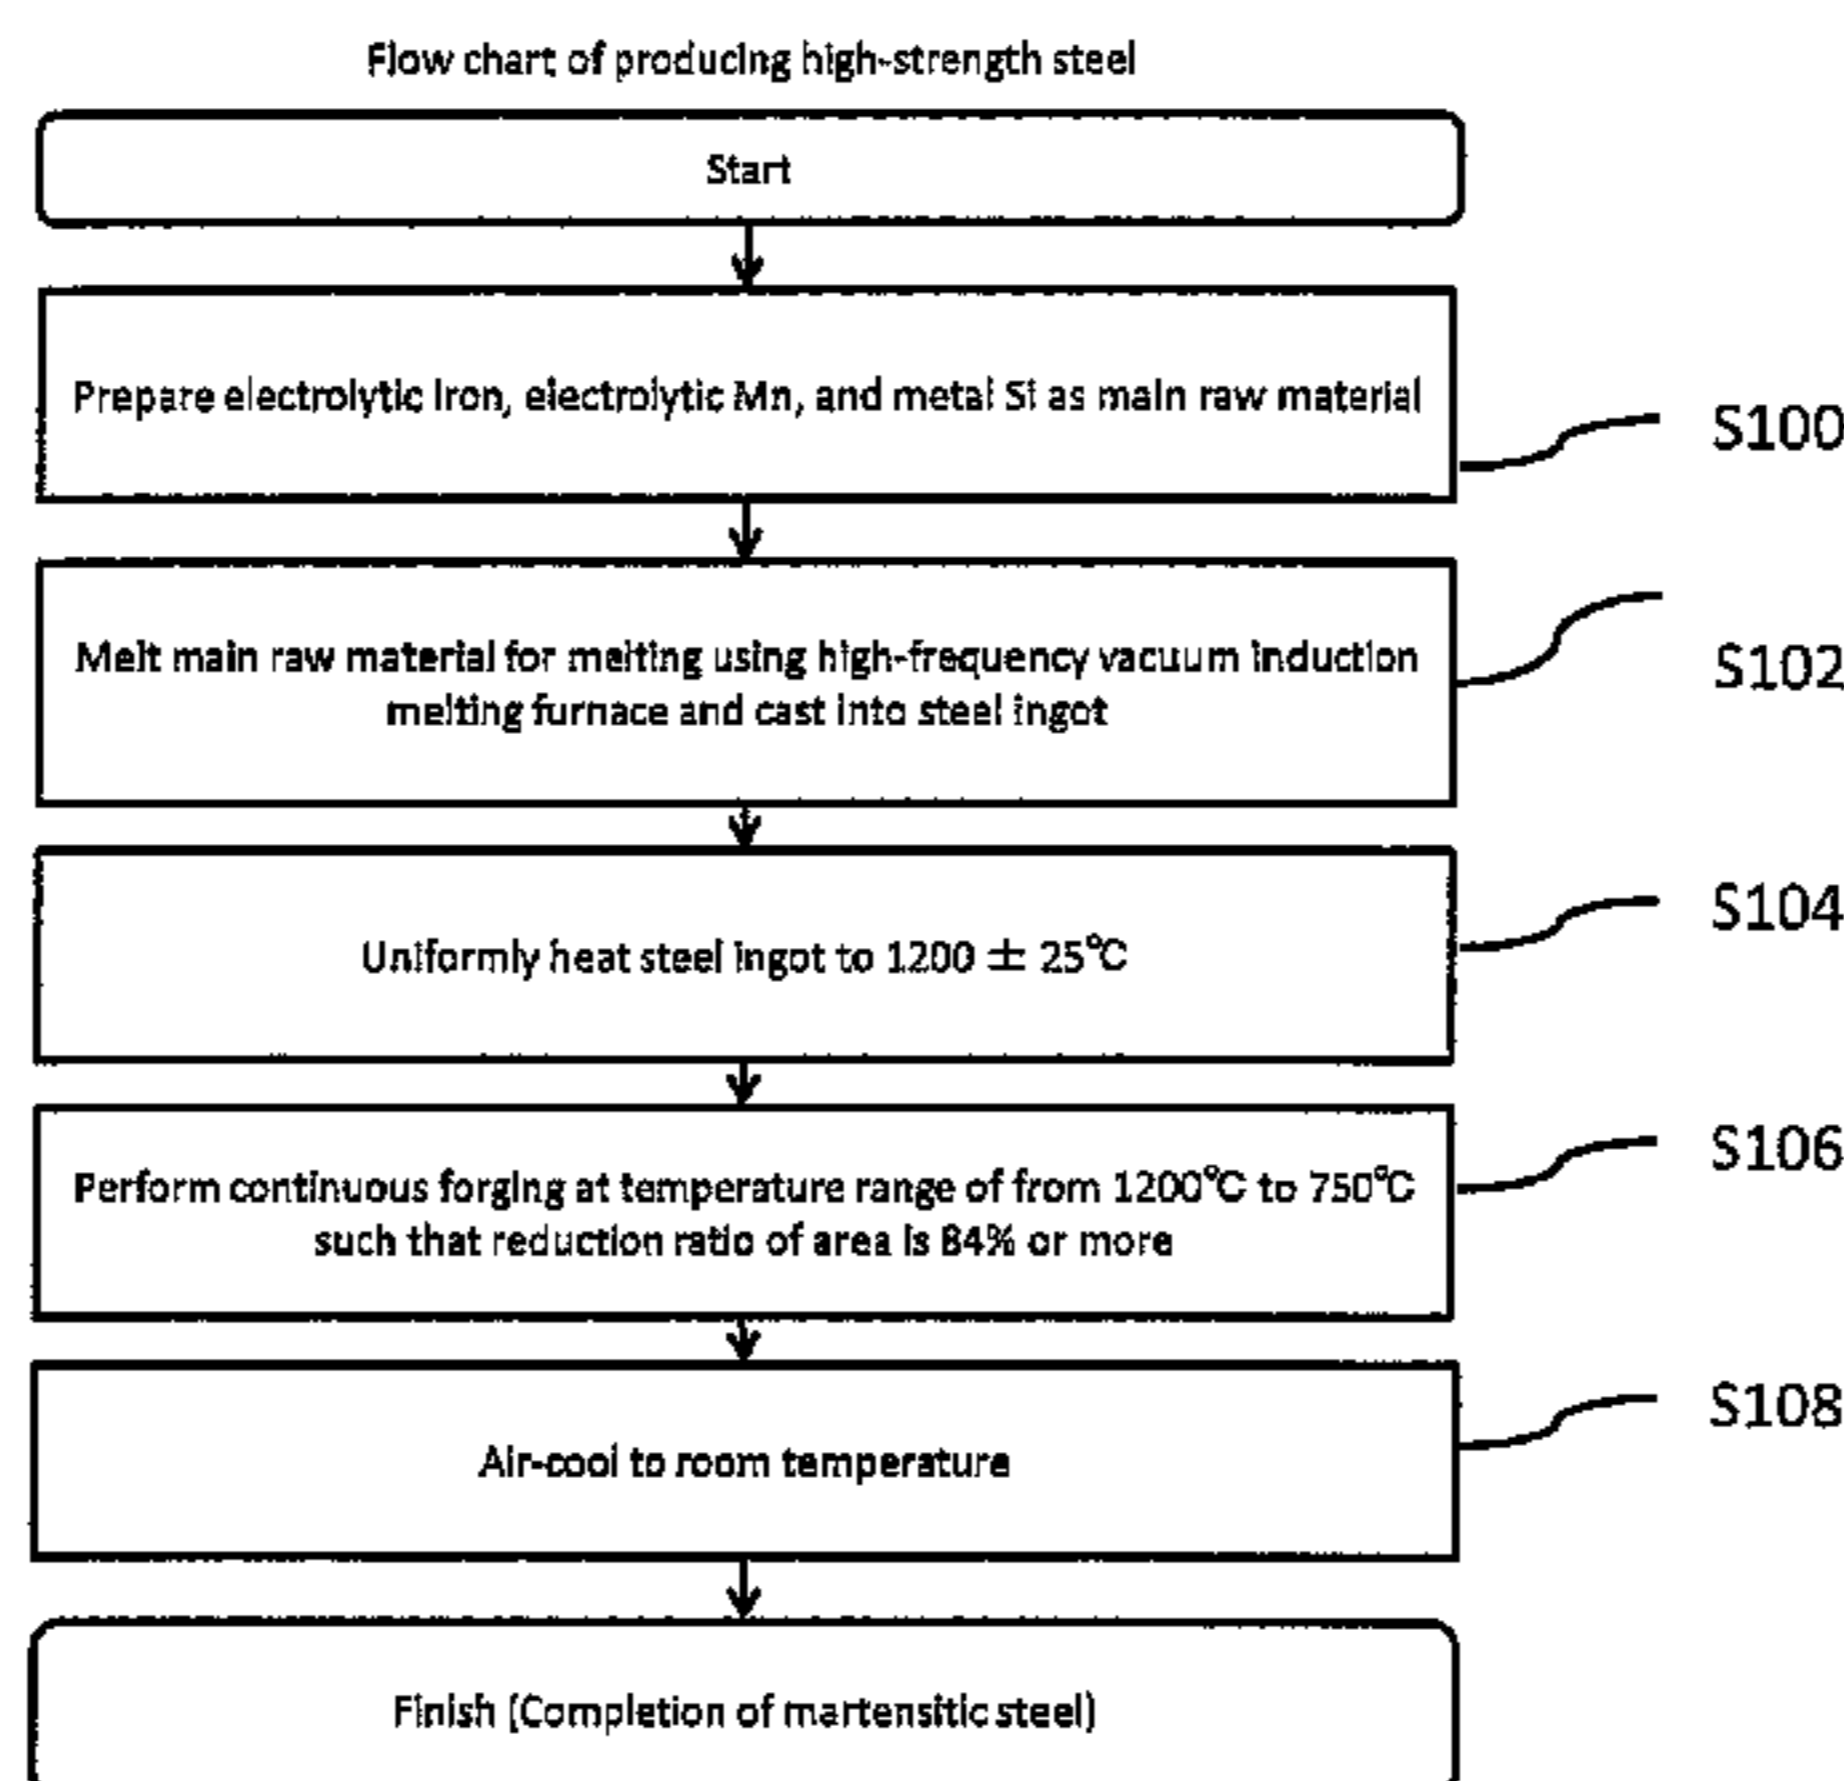 Flow chart of producing high-strength steel
Start
Prepare electrolytic iron, electrolytic Mn, and metal Si as main raw material
S100
Melt main raw material for melting using high-frequency vacuum induction
melting furnace and cast into steel ingot
S102
Uniformly heat steel ingot to 1200 ± 25℃
S104
Perform continuous forging at temperature range of from 1200℃ to 750℃
such that reduction ratio of area is 84% or more
S106
Air-cool to room temperature
S108
Finish (Completion of martensitic steel)